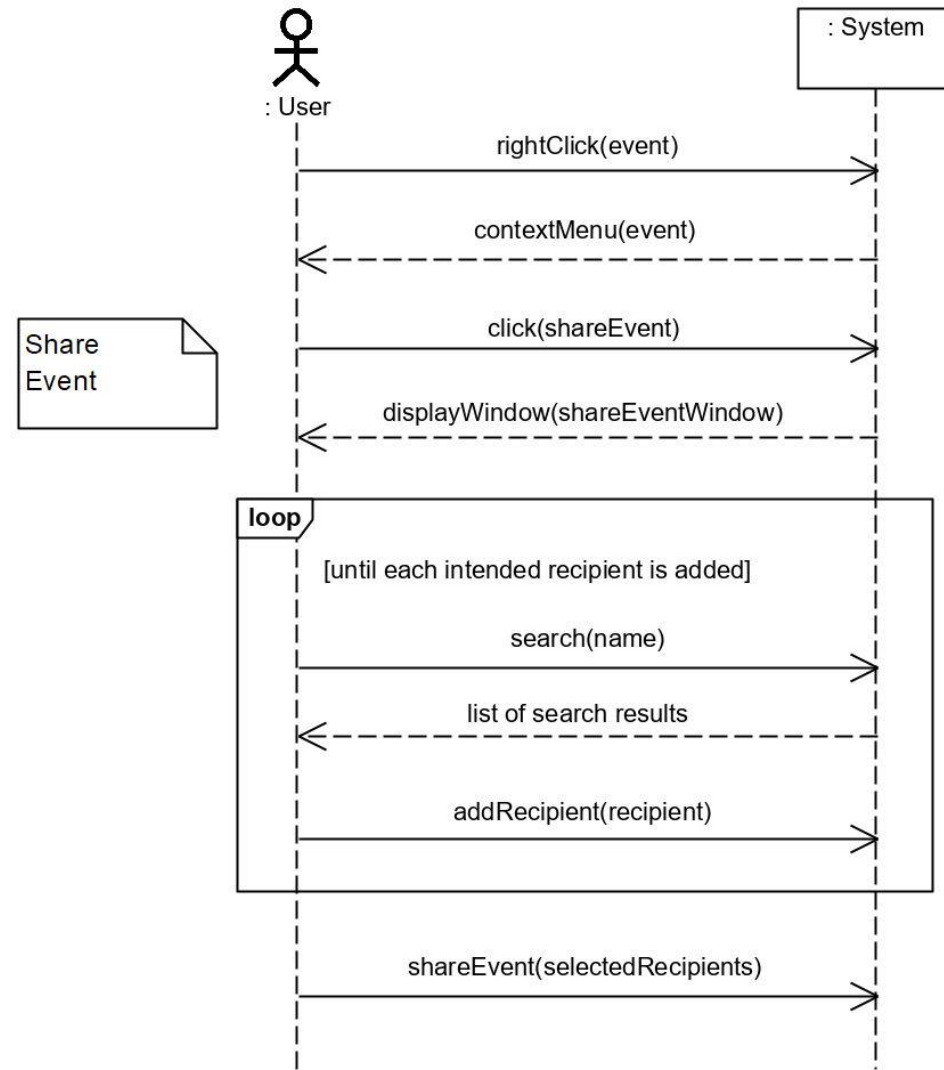 : System
: User
rightClick(event)
contextMenu(event)
click(shareEvent)
Share
Event
displayWindow(shareEventWindow)
loop
[until each intended recipient is added]
search(name)
list of search results
addRecipient(recipient)
shareEvent(selectedRecipients)